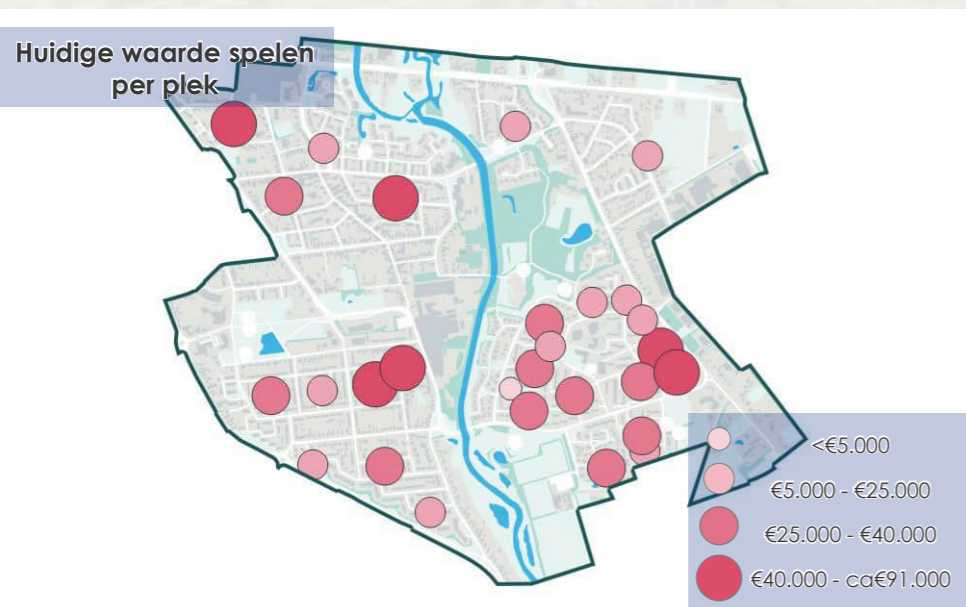 Huidige waarde spelen
per plek
<€5.000
€5.000 - €25.000
€25.000 - €40.000
€40.000 - ca€91.000